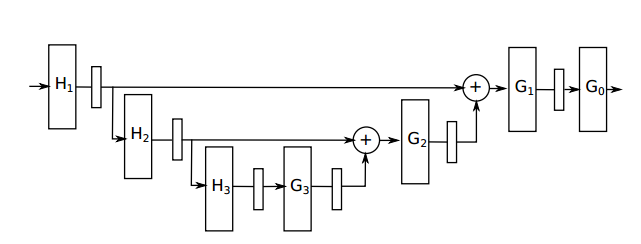 H₁
+
G₁
G₀
H₂
+
G₂
H₃
G₃